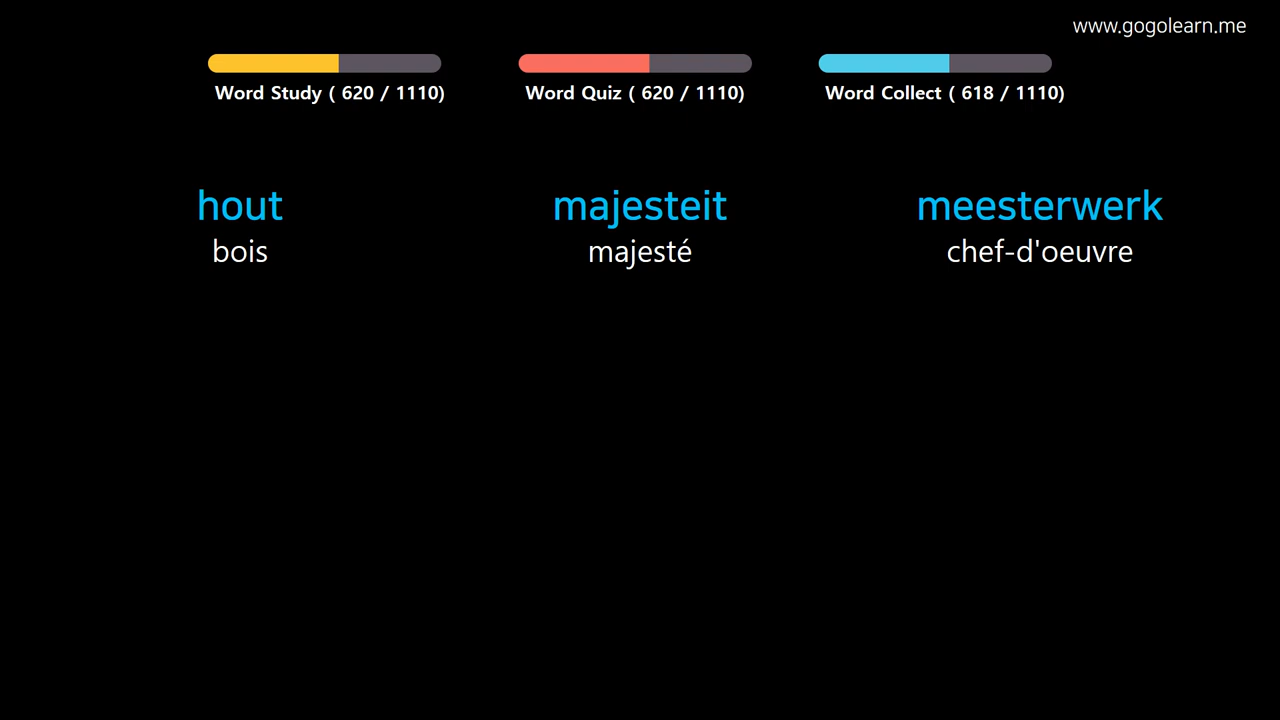 www.gogolearn.me
Word Study ( 620 / 1110)
Word Quiz ( 620 / 1110)
Word Collect ( 618 / 1110)
hout
bois
majesteit
majesté
meesterwerk
chef-d'oeuvre